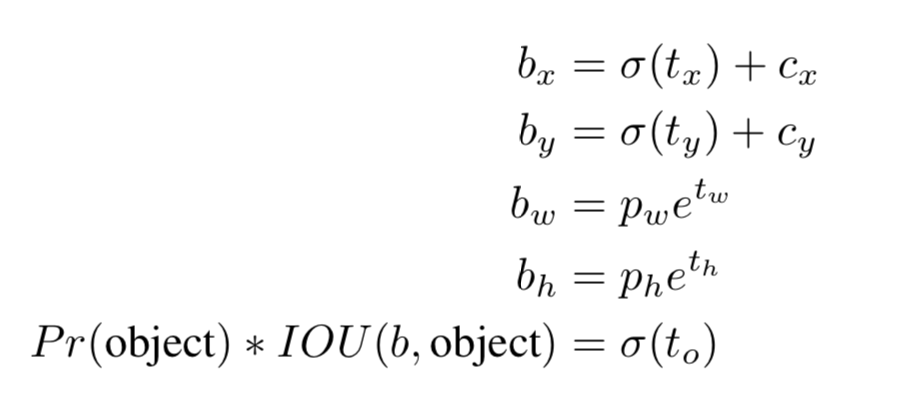 b_x = σ(t_x) + c_x
b_y = σ(t_y) + c_y
b_w = p_w e^{t_w}
b_h = p_h e^{t_h}
Pr(object) * IOU(b, object) = σ(t_o)